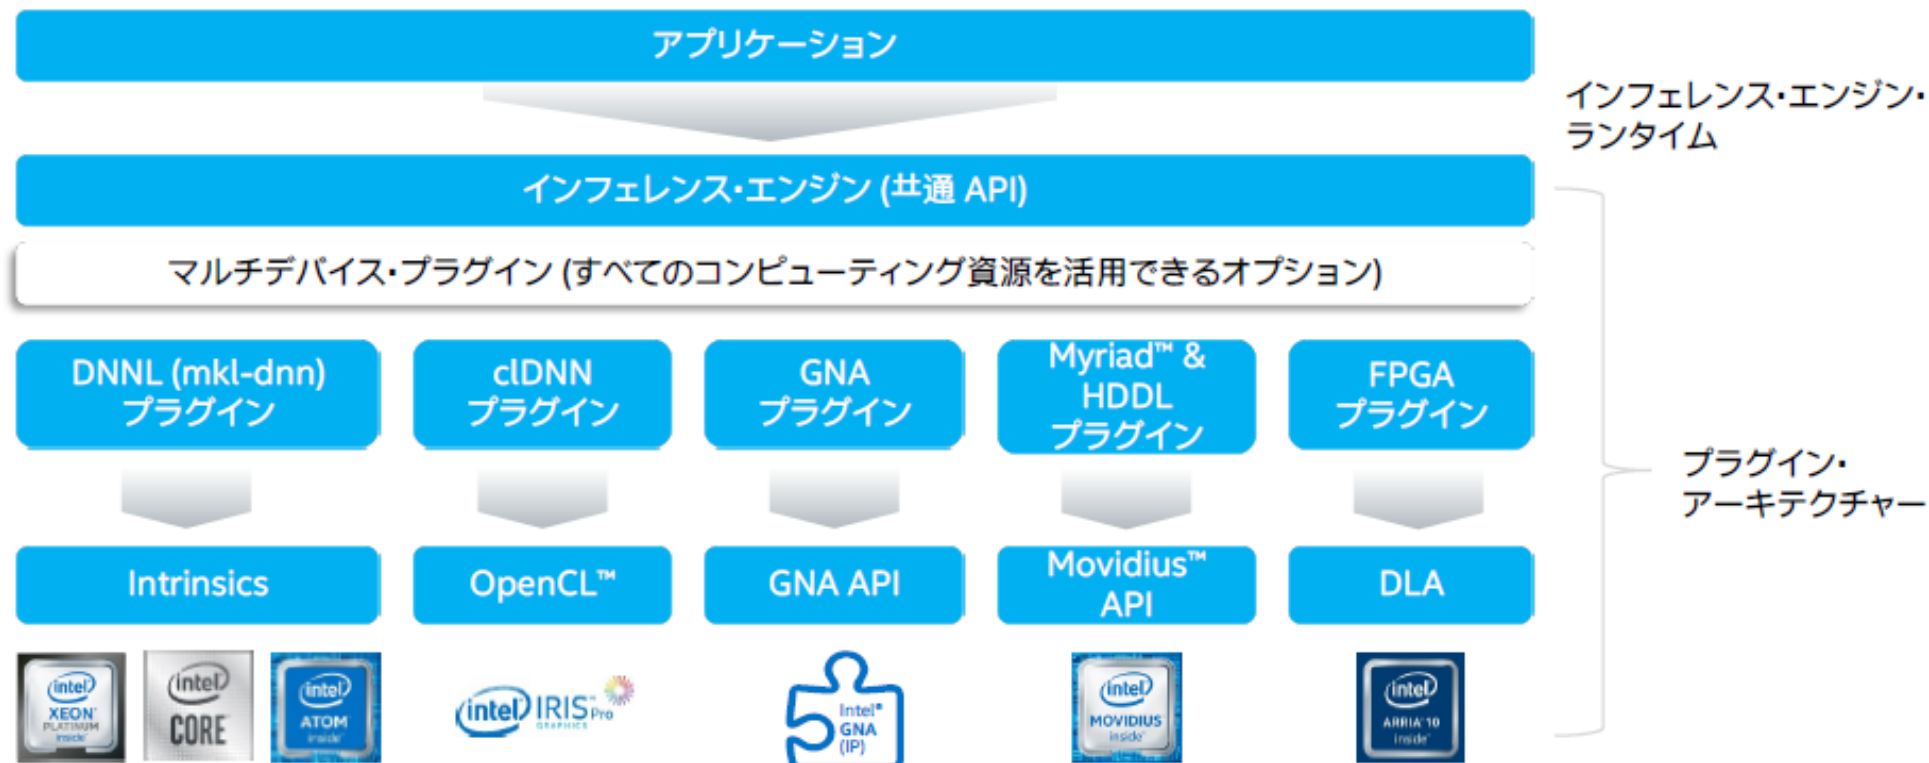 アプリケーション
インフェレンス・エンジン・
ランタイム
インフェレンス・エンジン (共通 API)
マルチデバイス・プラグイン (すべてのコンピューティング資源を活用できるオプション)
DNNL (mkl-dnn)
プラグイン
clDNN
プラグイン
GNA
プラグイン
Myriad™ &
HDDL
プラグイン
FPGA
プラグイン
プラグイン・
アーキテクチャー
Intrinsics
OpenCL™
GNA API
Movidius™
API
DLA
intel
XEON
PLATINUM
inside
intel
CORE
intel
ATOM
inside
intel IRIS™ Pro
GRAPHICS
Intel®
GNA
(IP)
intel
MOVIDIUS
inside
intel
ARRIA 10
inside